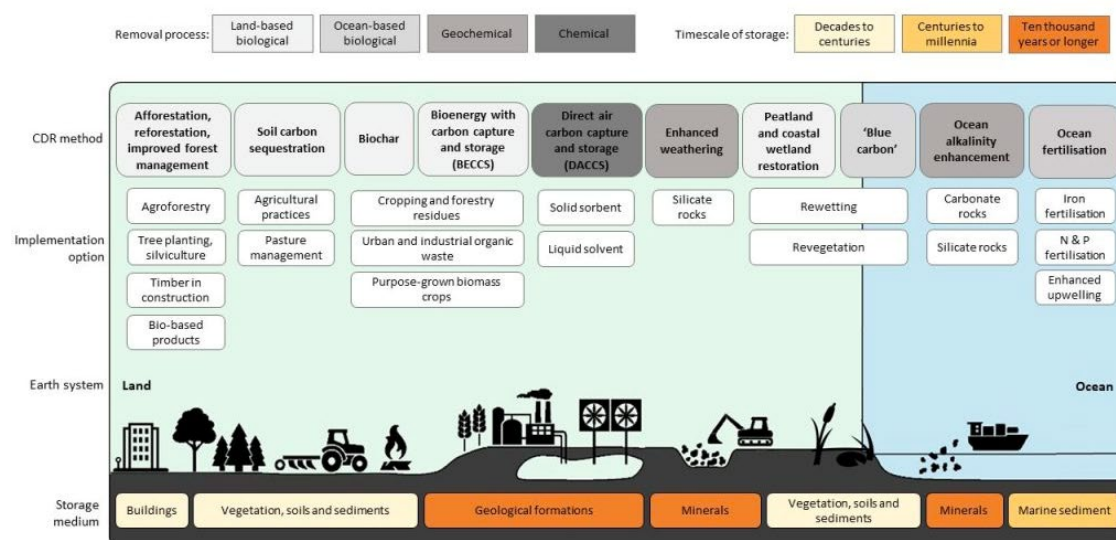 Removal process:
Land-based
biological
Ocean-based
biological
Geochemical
Chemical
Timescale of storage:
Decades to
centuries
Centuries to
millennia
Ten thousand
years or longer
CDR method
Afforestation,
reforestation,
improved forest
management
Soil carbon
sequestration
Biochar
Bioenergy with
carbon capture
and storage
(BECCS)
Direct air
carbon capture
and storage
(DACCS)
Enhanced
weathering
Peatland
and coastal
wetland
restoration
‘Blue
carbon’
Ocean
alkalinity
enhancement
Ocean
fertilisation
Implementation
option
Agroforestry
Tree planting,
silviculture
Timber in
construction
Bio-based
products
Agricultural
practices
Pasture
management
Cropping and forestry
residues
Urban and industrial organic
waste
Purpose-grown biomass
crops
Solid sorbent
Liquid solvent
Silicate
rocks
Rewetting
Revegetation
Carbonate
rocks
Silicate rocks
Iron
fertilisation
N & P
fertilisation
Enhanced
upwelling
Earth system
Land
Ocean
Storage
medium
Buildings
Vegetation, soils and sediments
Geological formations
Minerals
Vegetation, soils and
sediments
Minerals
Marine sediment